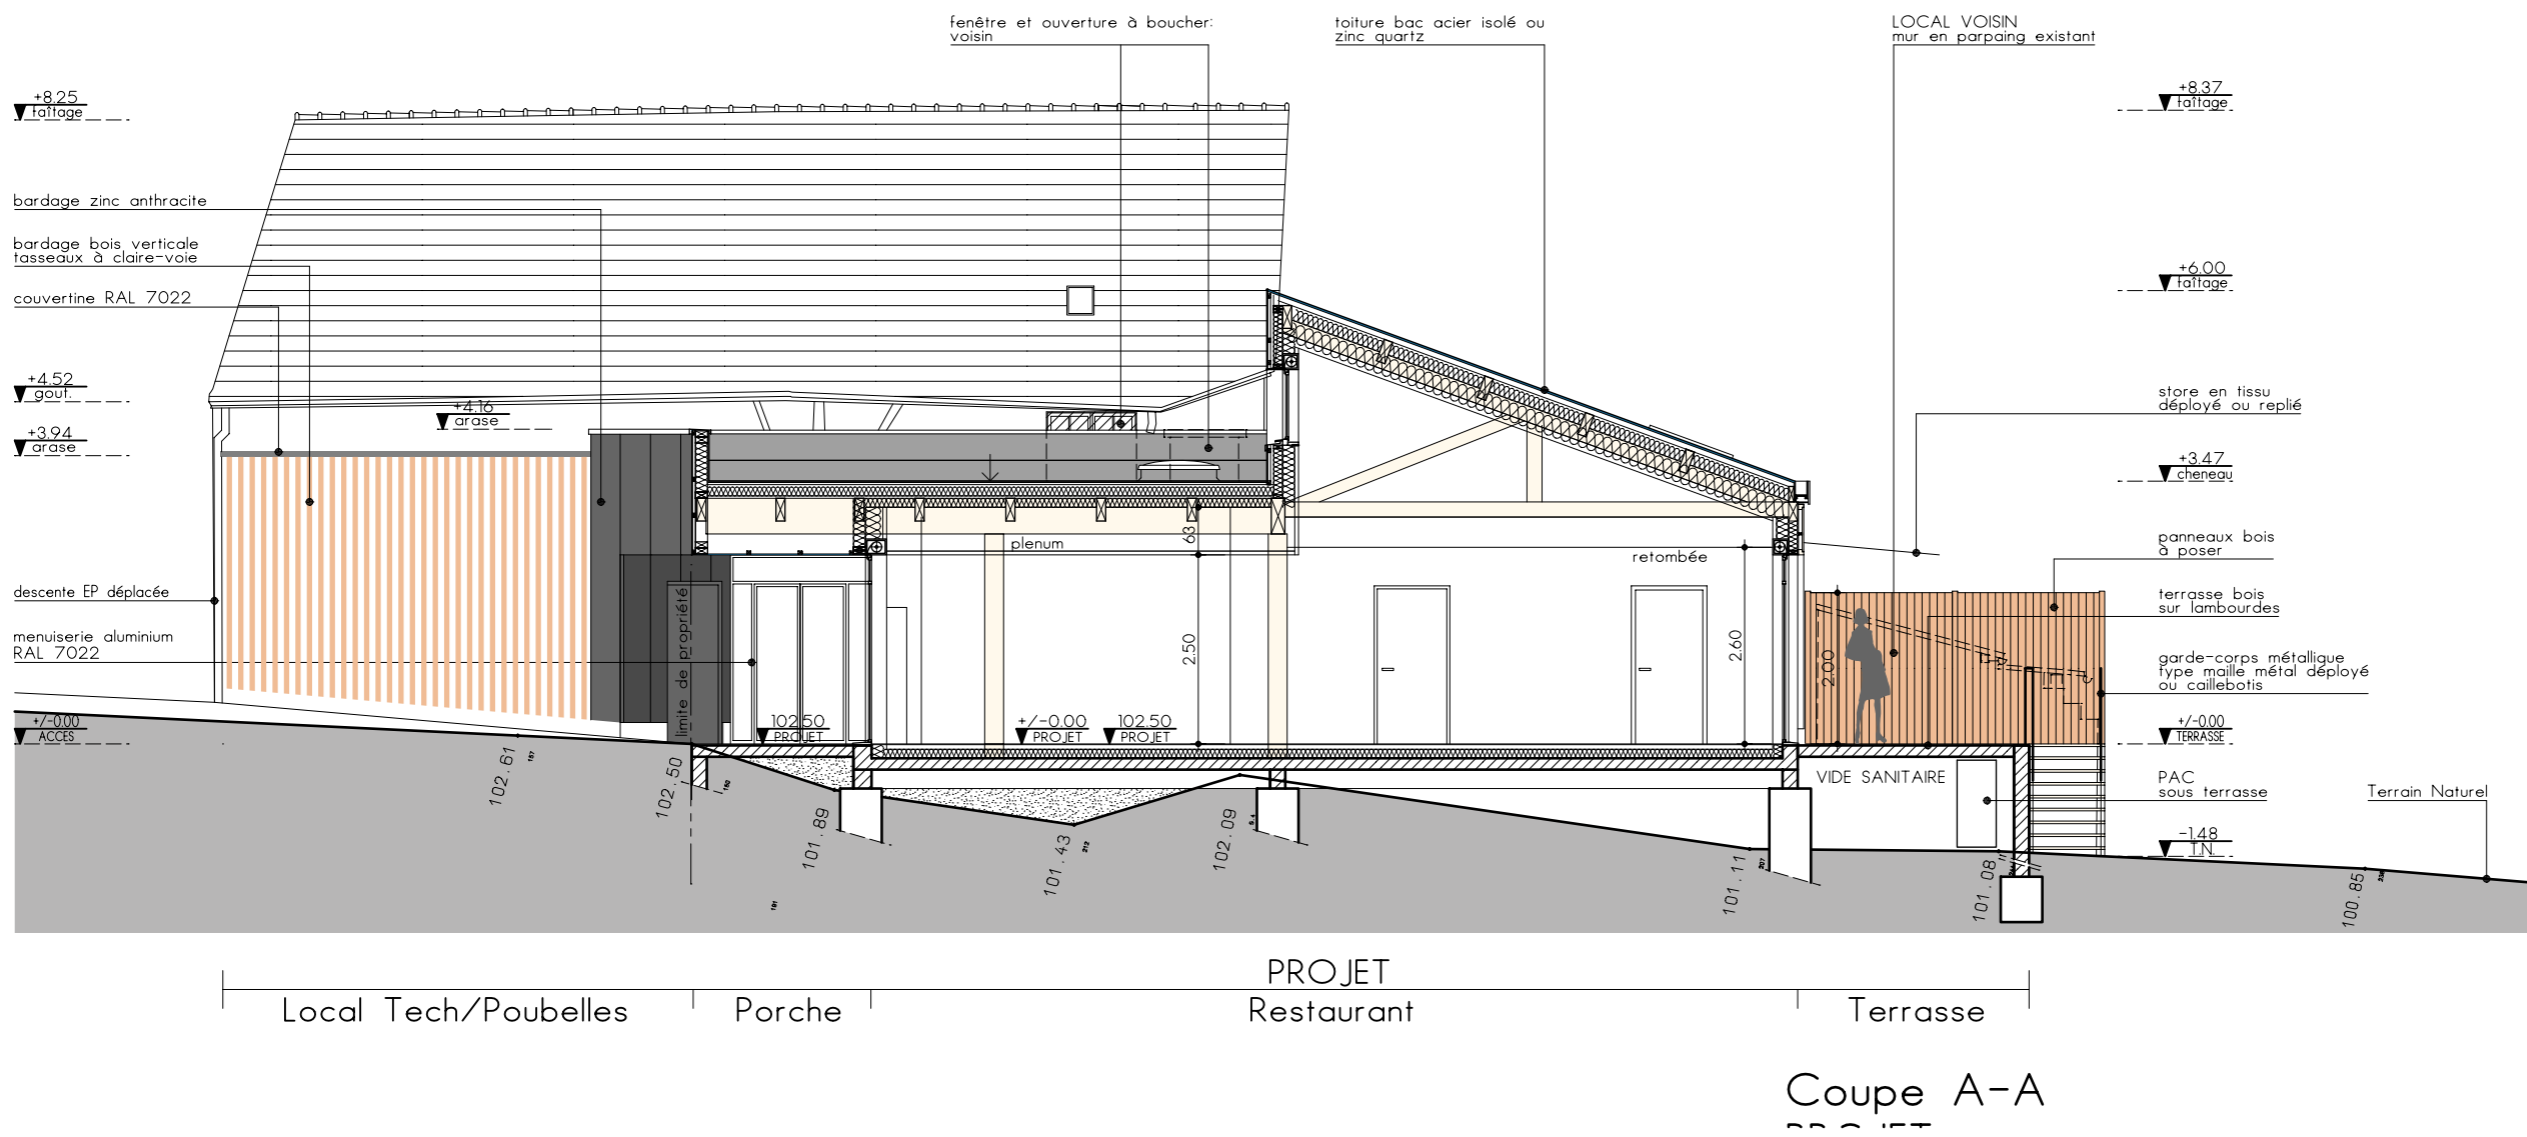 fenêtre et ouverture à boucher:
voisin
toiture bac acier isolé ou
zinc quartz
LOCAL VOISIN
mur en parpaing existant
+8.25
faîtage
+8.37
faîtage
bardage zinc anthracite
bardage bois verticale
tasseaux à claire-voie
couvertine RAL 7022
+6.00
faîtage
+4.52
gout.
+4.16
arase
+3.94
arase
store en tissu
déployé ou replié
+3.47
cheneau
63
plenum
retombée
panneaux bois
à poser
descente EP déplacée
terrasse bois
sur lambourdes
menuiserie aluminium
RAL 7022
limite de propriété
2.50
2.60
2.00
garde-corps métallique
type maille métal déployé
ou caillebotis
+/-0.00
ACCES
102.50
PROJET
+/-0.00
PROJET
102.50
PROJET
+/-0.00
TERRASSE
VIDE SANITAIRE
PAC
sous terrasse
Terrain Naturel
-1.48
T.N.
102.61
187
102.50
150
101.89
191
101.43
212
102.09
101.11
207
101.08
100.85
PROJET
Local Tech/Poubelles
Porche
Restaurant
Terrasse
Coupe A-A
PROJET